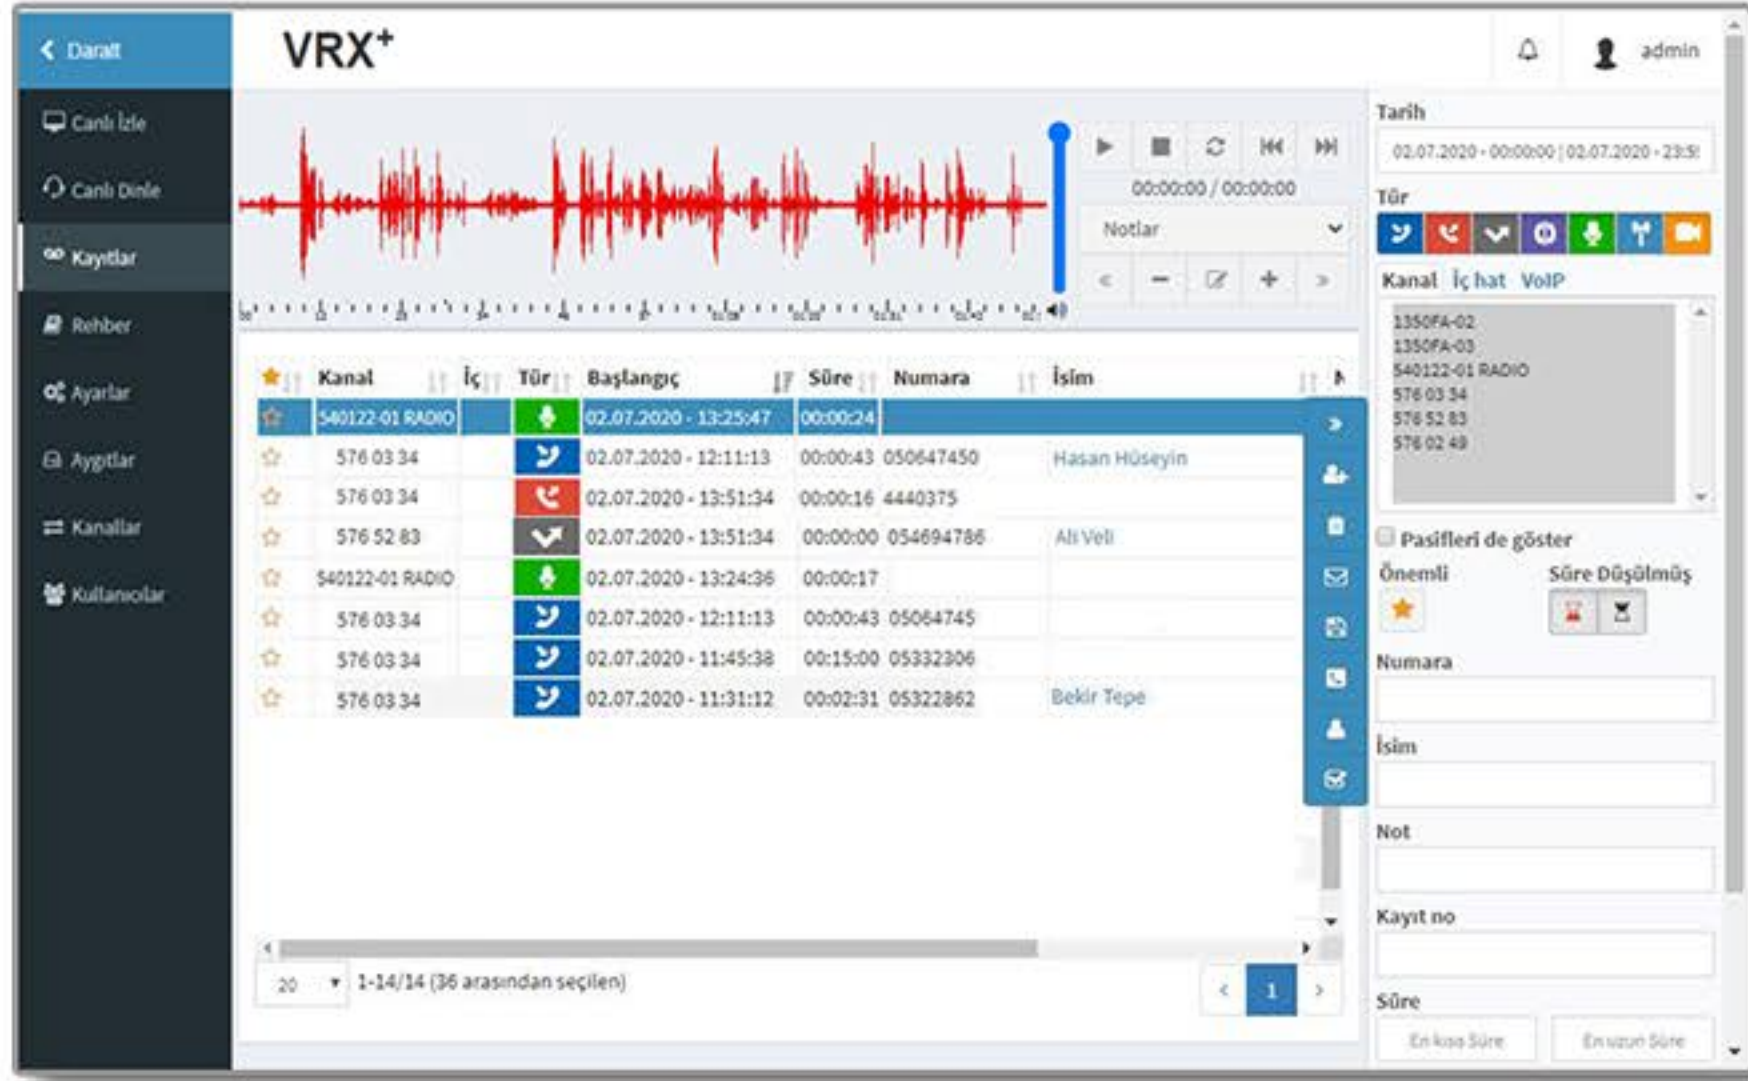 Daralt
VRX+
admin
Canlı İzle
Canlı Dinle
Kayıtlar
Rehber
Ayarlar
Aygıtlar
Kanallar
Kullanıcılar
00:00:00 / 00:00:00
Notlar
Kanal İç Tür Başlangıç Süre Numara İsim
540122-01 RADIO 02.07.2020 - 13:25:47 00:00:24
576 03 34 02.07.2020 - 12:11:13 00:00:43 050647450 Hasan Hüseyin
576 03 34 02.07.2020 - 13:51:34 00:00:16 4440375
576 52 83 02.07.2020 - 13:51:34 00:00:00 054694786 Ali Veli
540122-01 RADIO 02.07.2020 - 13:24:36 00:00:17
576 03 34 02.07.2020 - 12:11:13 00:00:43 05064745
576 03 34 02.07.2020 - 11:45:38 00:15:00 05332306
576 03 34 02.07.2020 - 11:31:12 00:02:31 05322862 Bekir Tepe
20 1-14/14 (36 arasından seçilen)
1
Tarih
02.07.2020 - 00:00:00 | 02.07.2020 - 23:5
Tür
Kanal İç hat VoIP
1350FA-02
1350FA-03
540122-01 RADIO
576 03 34
576 52 83
576 02 49
Pasifleri de göster
Önemli Süre Düşülmüş
Numara
İsim
Not
Kayıt no
Süre
En kısa Süre En uzun Süre